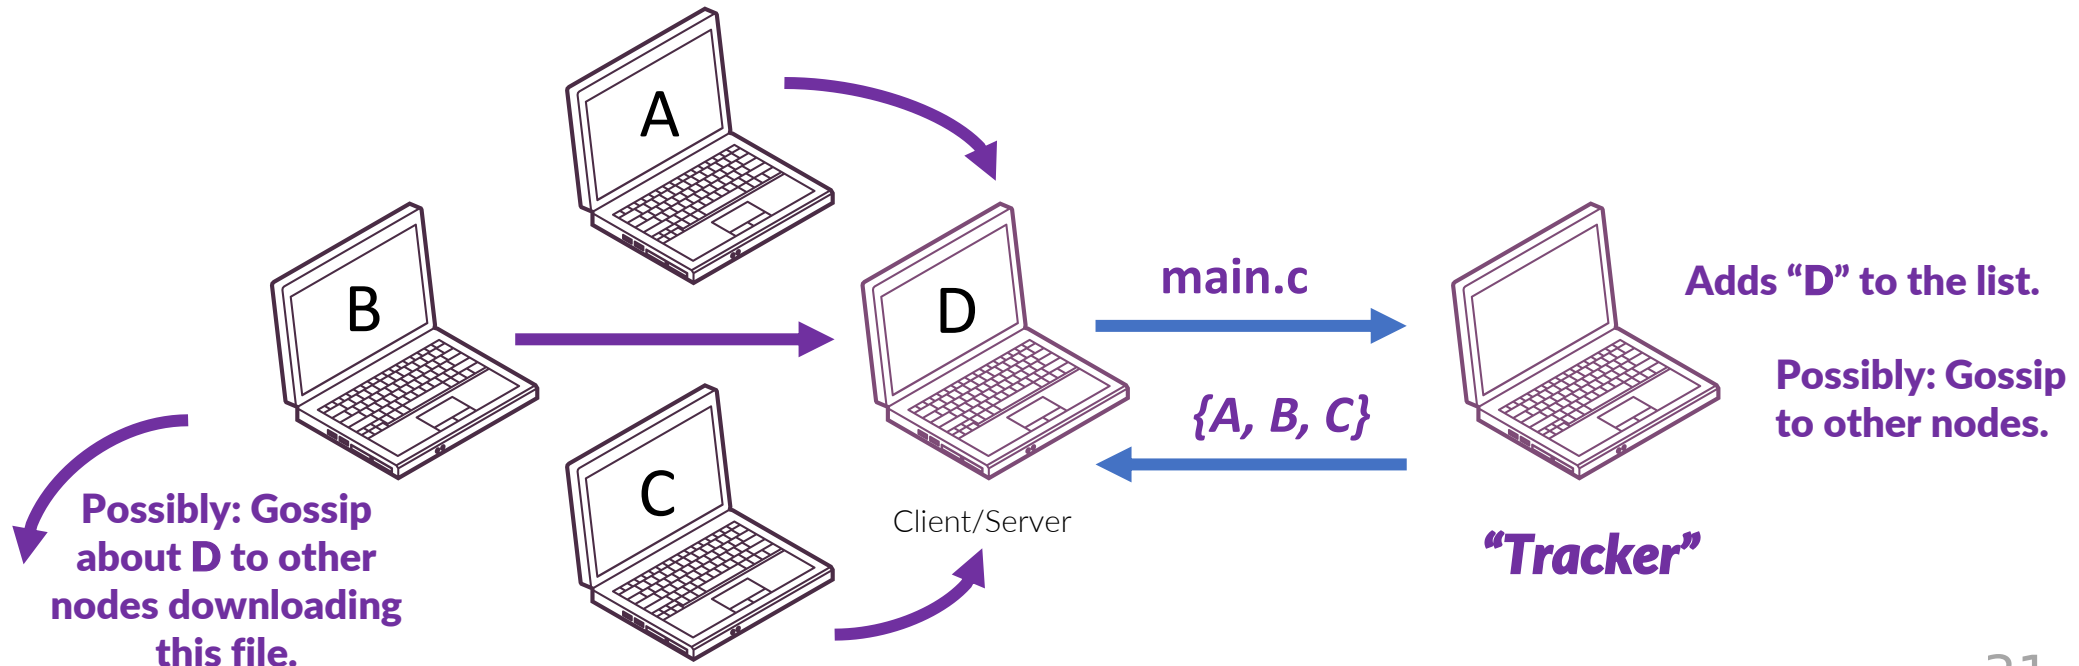 A
B
D
C
main.c
{A, B, C}
Client/Server
Adds “D” to the list.
Possibly: Gossip
to other nodes.
“Tracker”
Possibly: Gossip
about D to other
nodes downloading
this file.
31